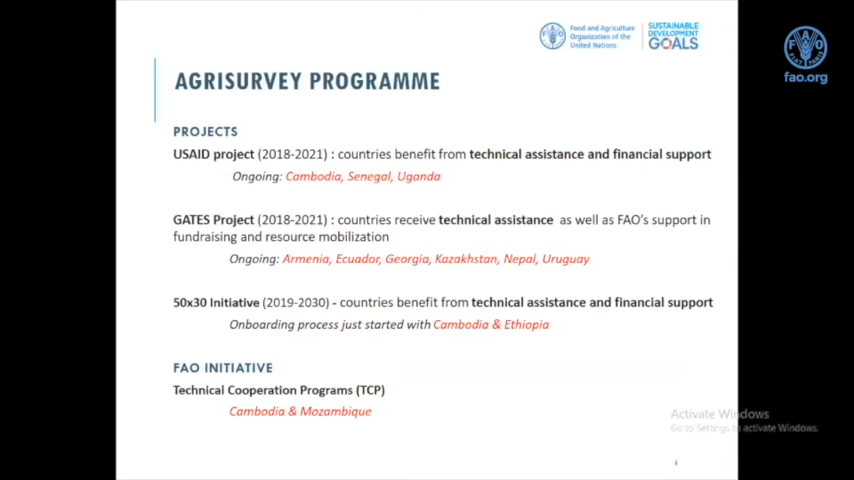 Food and Agriculture
Organization of the
United Nations
SUSTAINABLE
DEVELOPMENT
GOALS
FAO
FIAT PANIS
fao.org
AGRISURVEY PROGRAMME
PROJECTS
USAID project (2018-2021) : countries benefit from technical assistance and financial support
Ongoing: Cambodia, Senegal, Uganda
GATES Project (2018-2021) : countries receive technical assistance as well as FAO's support in
fundraising and resource mobilization
Ongoing: Armenia, Ecuador, Georgia, Kazakhstan, Nepal, Uruguay
50x30 Initiative (2019-2030) - countries benefit from technical assistance and financial support
Onboarding process just started with Cambodia & Ethiopia
FAO INITIATIVE
Technical Cooperation Programs (TCP)
Cambodia & Mozambique
Activate Windows
Go to Settings to activate Windows.
4